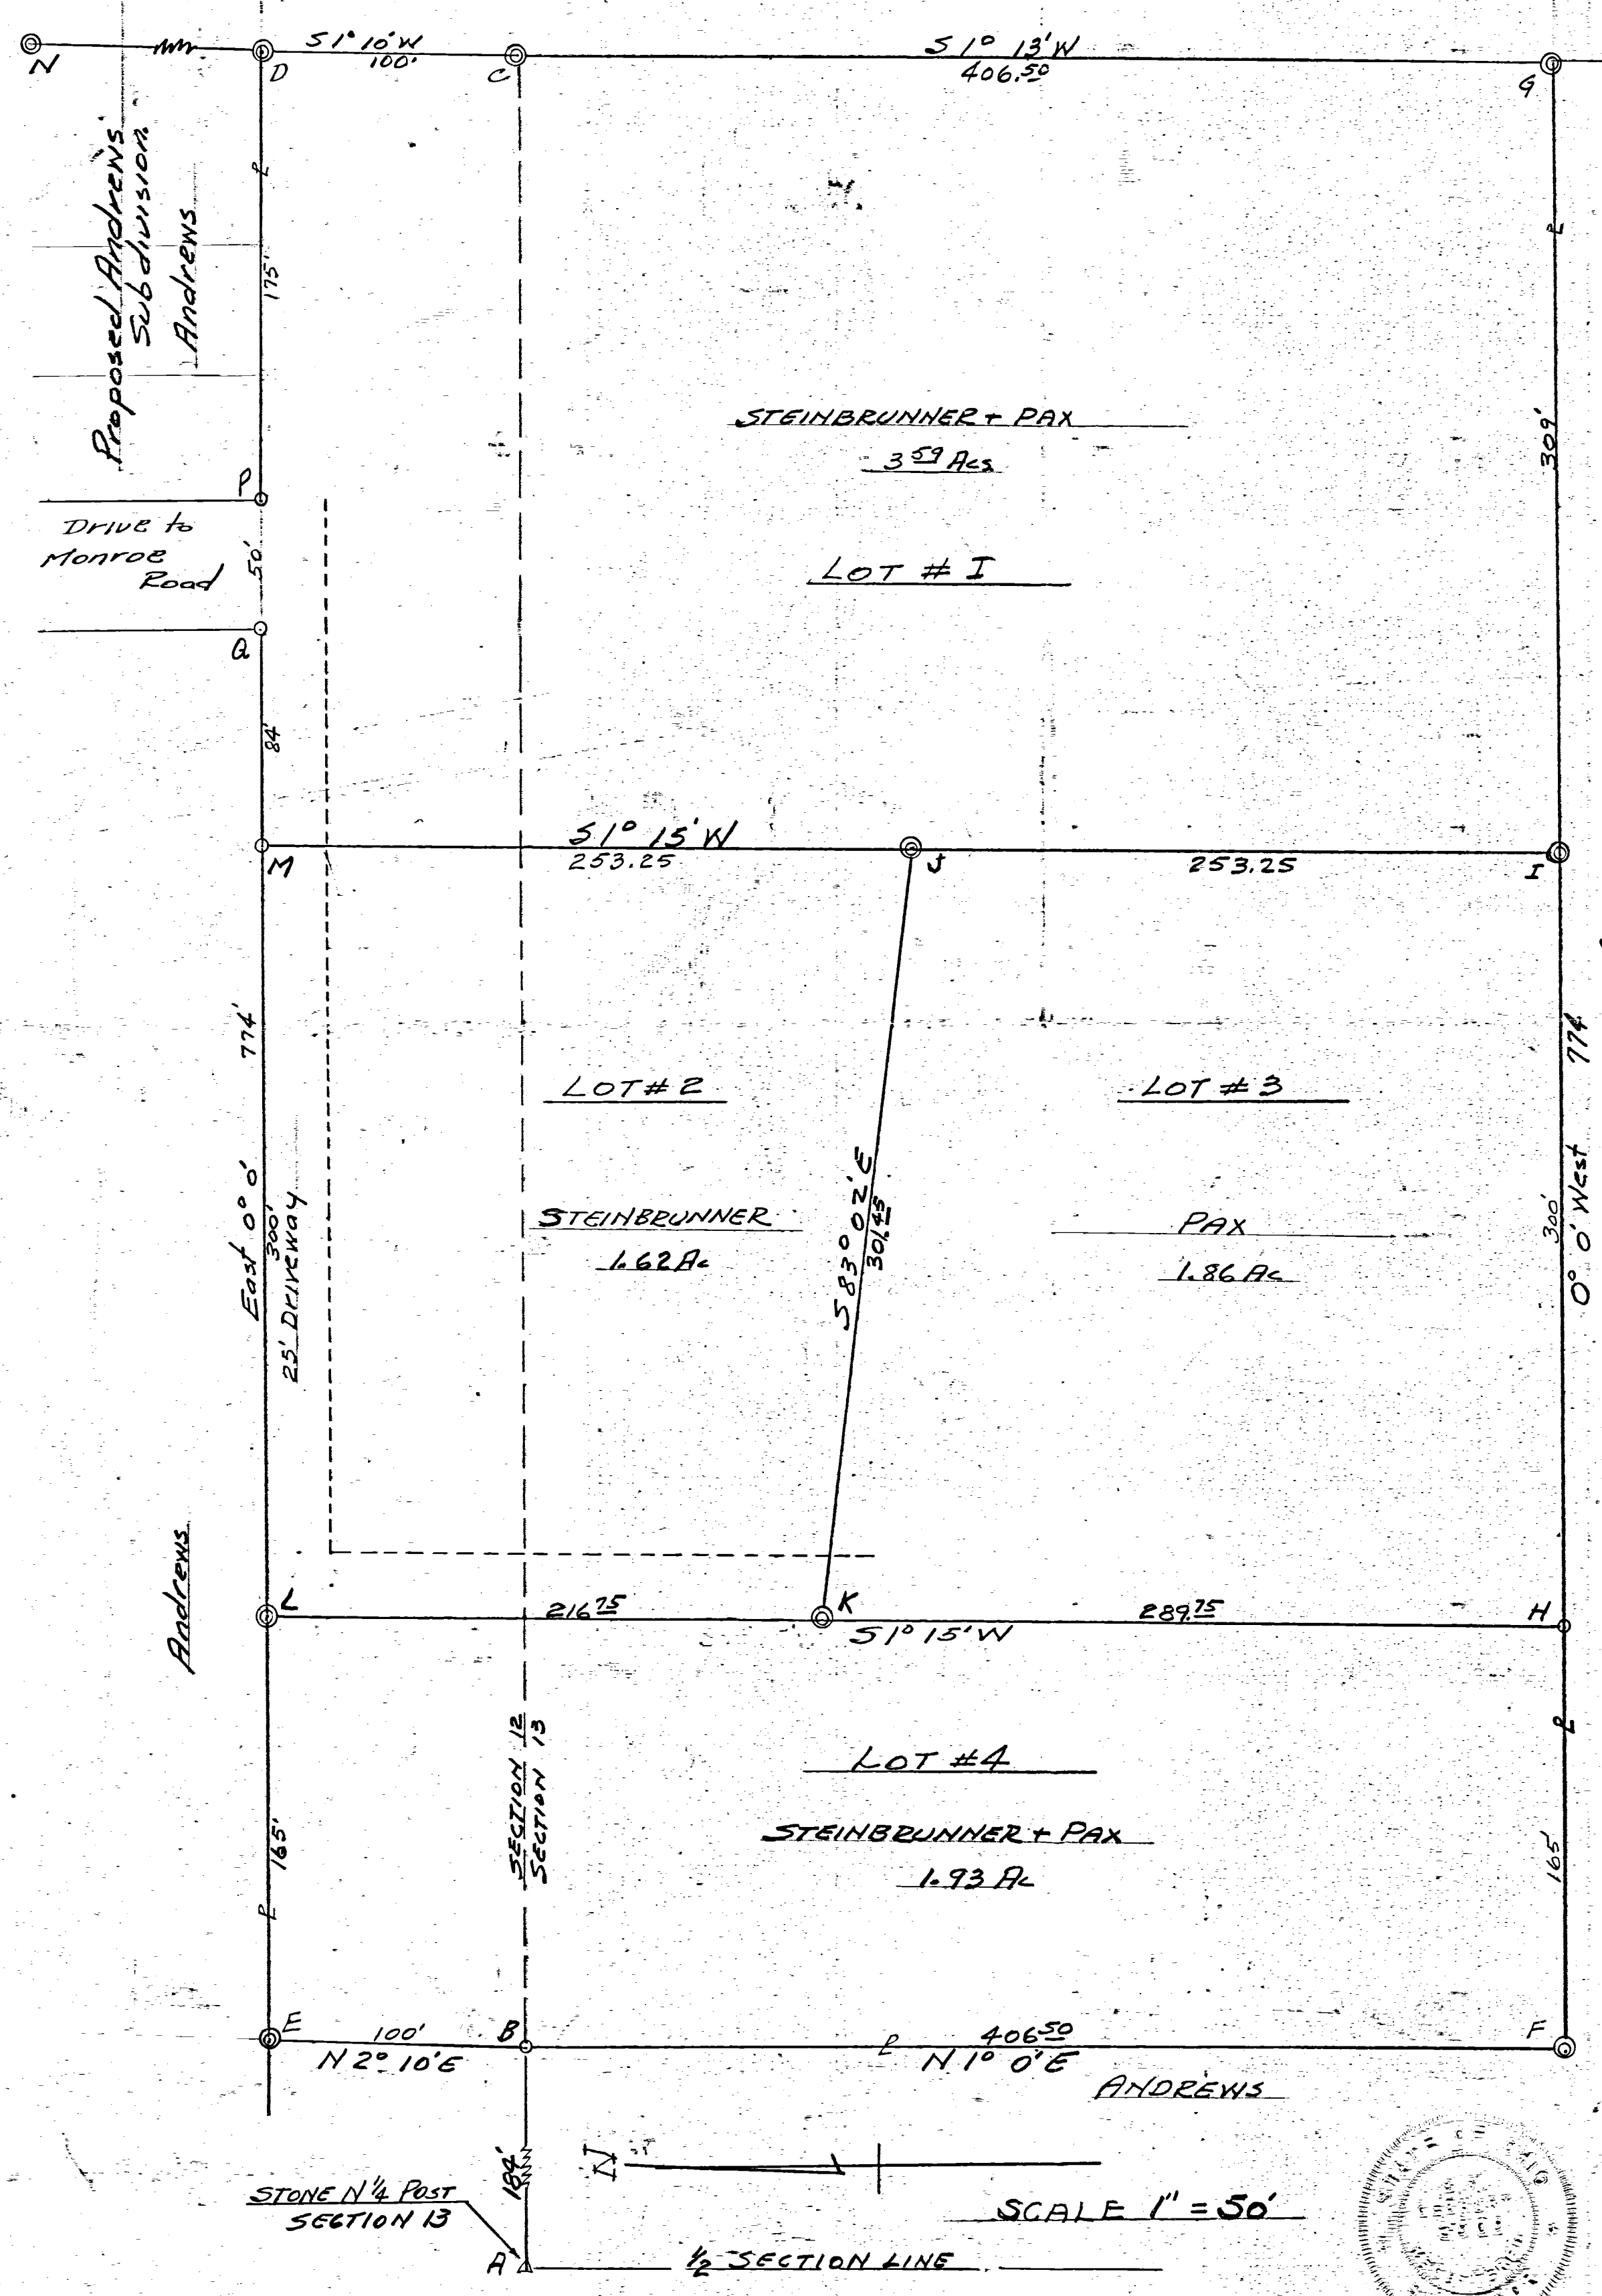 N
D
S 1° 10' W
100'
C
S 1° 13' W
406.50
G
Proposed Andrews
Subdivision
Andrews
P
175'
STEINBRUNNER + PAX
3 59 Acs
309'
P
Drive to
Monroe
Road
50'
LOT # I
Q
84'
M
S 1° 15' W
253.25
J
253.25
I
774'
774'
LOT # 2
LOT # 3
S 83° 02' E
301.45
East 0° 0'
300'
25' DRIVEWAY
STEINBRUNNER
1.62 Ac
PAX
1.86 Ac
300'
0° 0' West
Andrews
L
216 75
K
S 1° 15' W
289.75
H
SECTION 12
SECTION 13
LOT #4
STEINBRUNNER + PAX
1.93 Ac
165'
165'
E
100'
N 2° 10' E
B
406 50
N 1° 0' E
F
ANDREWS
184'
N
STONE N 1/4 POST
SECTION 13
SCALE 1" = 50'
A
1/2 SECTION LINE